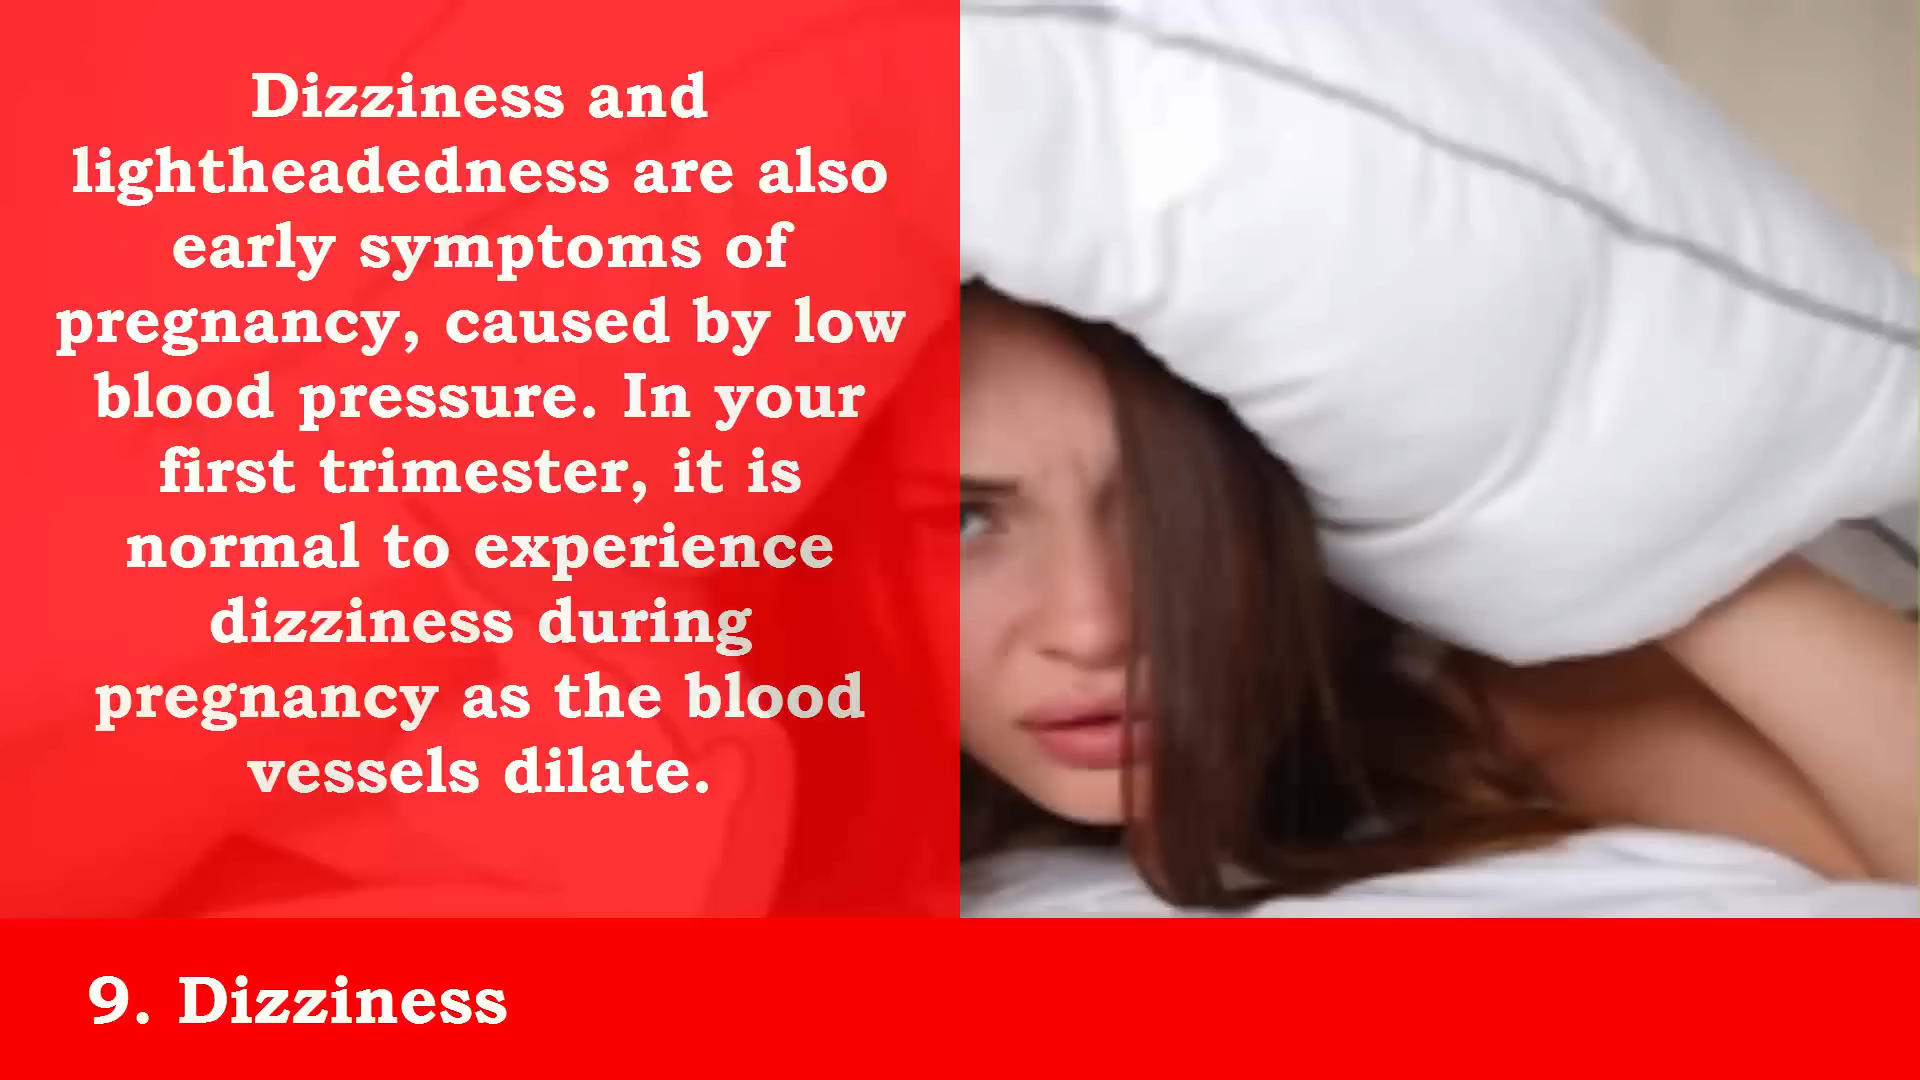 Dizziness and
lightheadedness are also
early symptoms of
pregnancy, caused by low
blood pressure. In your
first trimester, it is
normal to experience
dizziness during
pregnancy as the blood
vessels dilate.
9. Dizziness